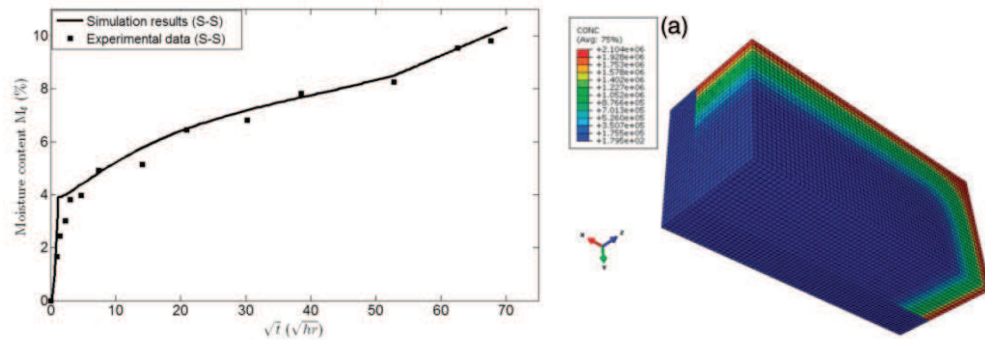 Simulation results (S-S)
Experimental data (S-S)
Moisture content M_t (%)
10
8
6
4
2
0
0 10 20 30 40 50 60 70
√t (√hr)
(a)
CONC
(Avg: 75%)
+2.104e+06
+1.928e+06
+1.753e+06
+1.578e+06
+1.402e+06
+1.227e+06
+1.052e+06
+8.766e+05
+7.013e+05
+5.260e+05
+3.507e+05
+1.755e+05
+1.795e+02
X
Z
Y